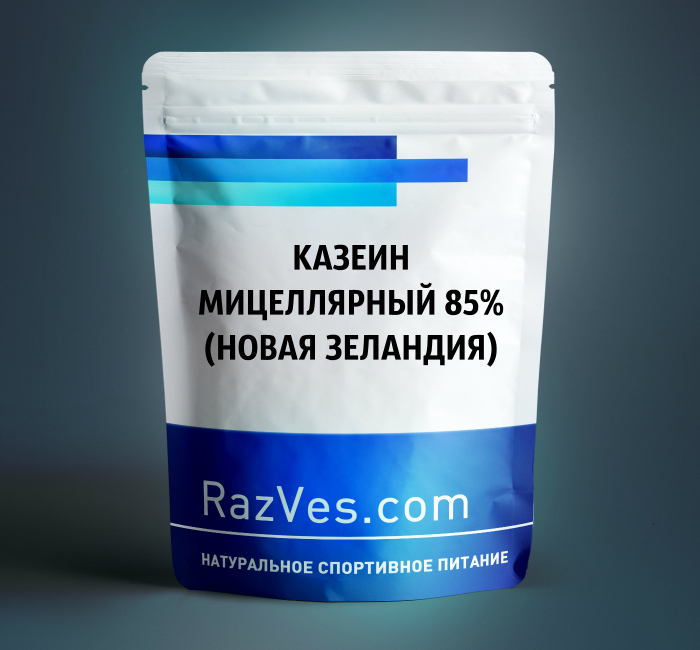 КАЗЕИН
МИЦЕЛЛЯРНЫЙ 85%
(НОВАЯ ЗЕЛАНДИЯ)
RazVes.com
НАТУРАЛЬНОЕ СПОРТИВНОЕ ПИТАНИЕ